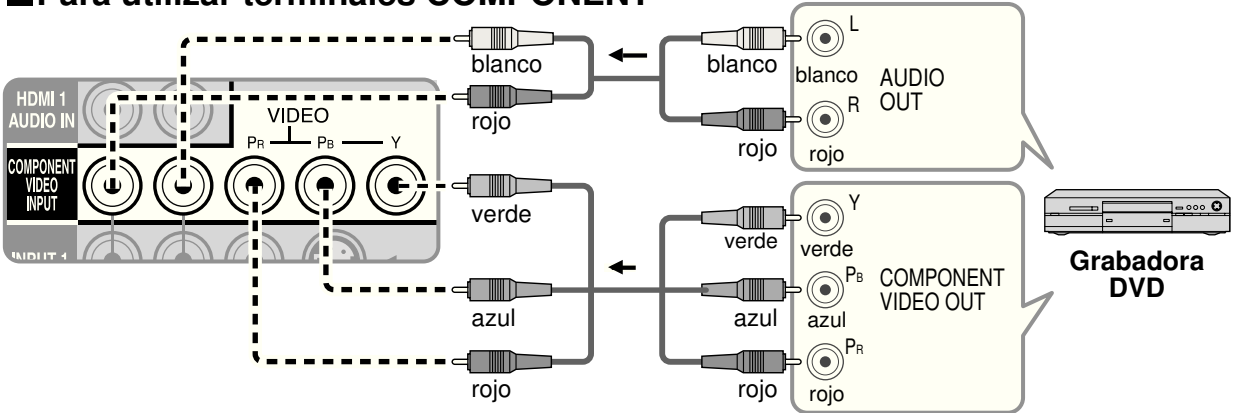 Para utilizar terminales COMPONENT
HDMI 1
AUDIO IN
VIDEO
PR
PB
Y
COMPONENT
VIDEO
INPUT
INPUT 1
blanco
rojo
verde
azul
rojo
blanco
rojo
verde
azul
rojo
L
blanco
R
rojo
AUDIO
OUT
Y
verde
PB
azul
PR
rojo
COMPONENT
VIDEO OUT
Grabadora
DVD